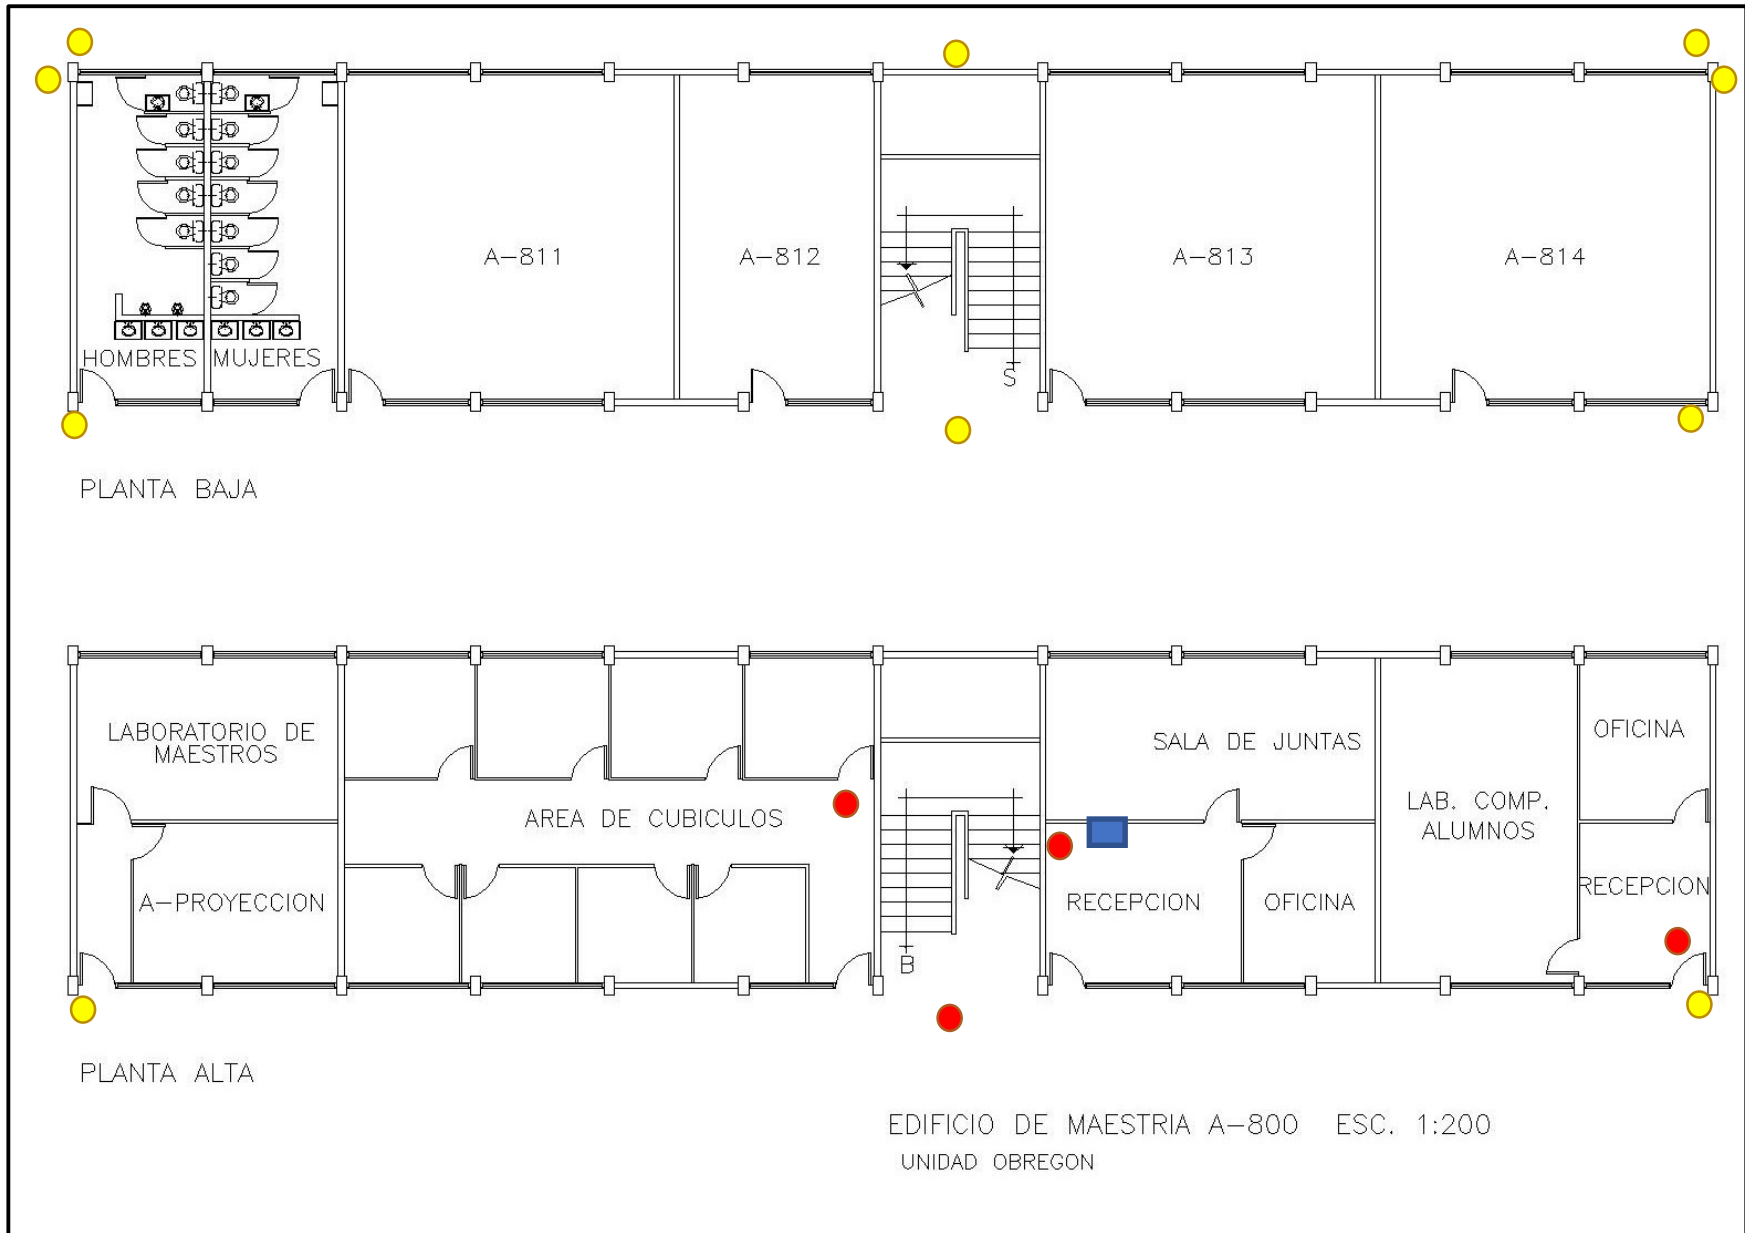 A-811
A-812
A-813
A-814
HOMBRES
MUJERES
S
PLANTA BAJA
LABORATORIO DE
MAESTROS
AREA DE CUBICULOS
A-PROYECCION
B
SALA DE JUNTAS
RECEPCION
OFICINA
LAB. COMP.
ALUMNOS
OFICINA
RECEPCION
PLANTA ALTA
EDIFICIO DE MAESTRIA A-800 ESC. 1:200
UNIDAD OBREGON